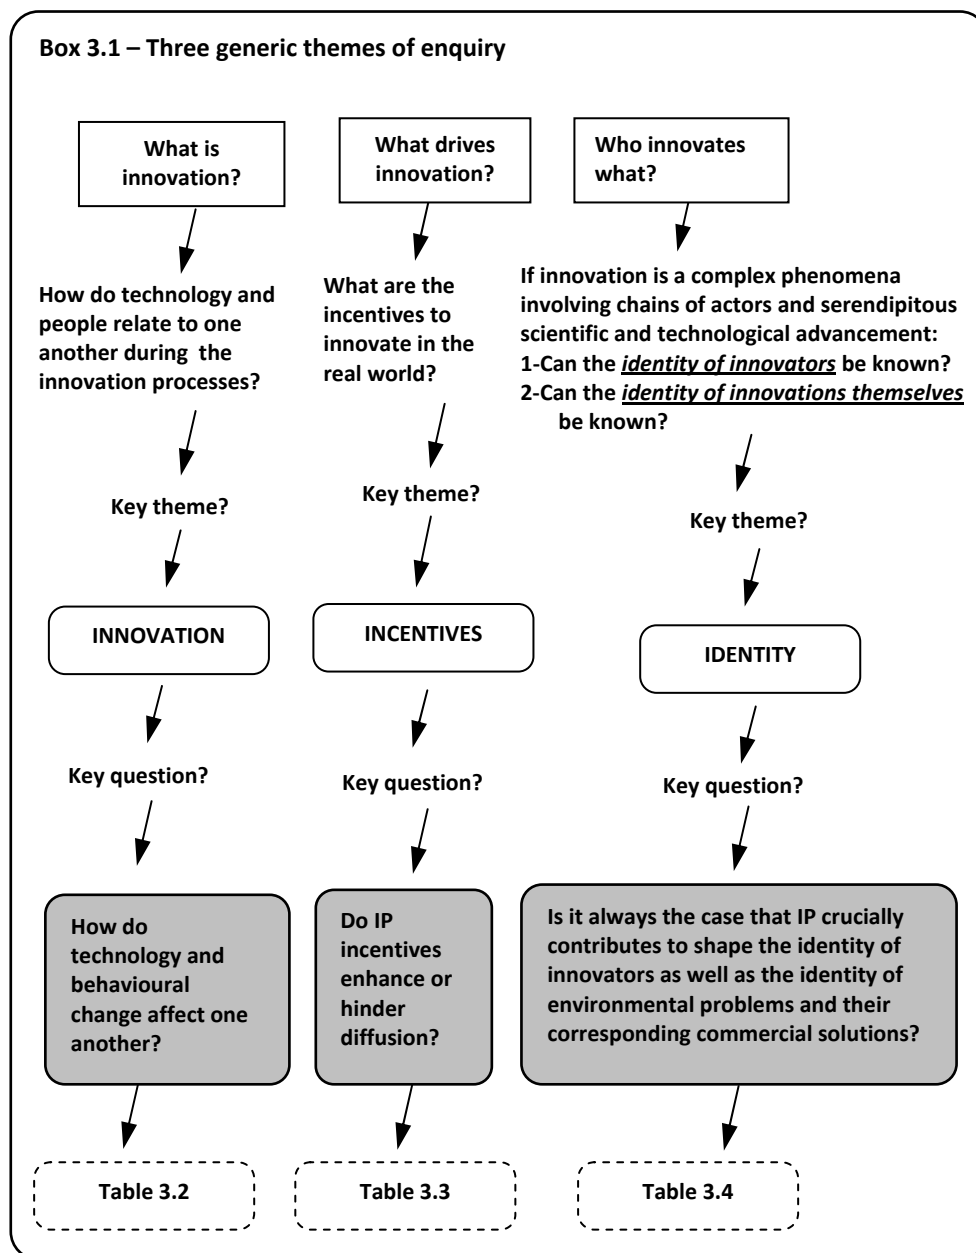 Box 3.1 – Three generic themes of enquiry
What is
innovation?
How do technology and
people relate to one
another during the
innovation processes?
Key theme?
INNOVATION
Key question?
How do
technology and
behavioural
change affect one
another?
Table 3.2
What drives
innovation?
What are the
incentives to
innovate in the
real world?
Key theme?
INCENTIVES
Key question?
Do IP
incentives
enhance or
hinder
diffusion?
Table 3.3
Who innovates
what?
If innovation is a complex phenomena
involving chains of actors and serendipitous
scientific and technological advancement:
1-Can the identity of innovators be known?
2-Can the identity of innovations themselves
be known?
Key theme?
IDENTITY
Key question?
Is it always the case that IP crucially
contributes to shape the identity of
innovators as well as the identity of
environmental problems and their
corresponding commercial solutions?
Table 3.4